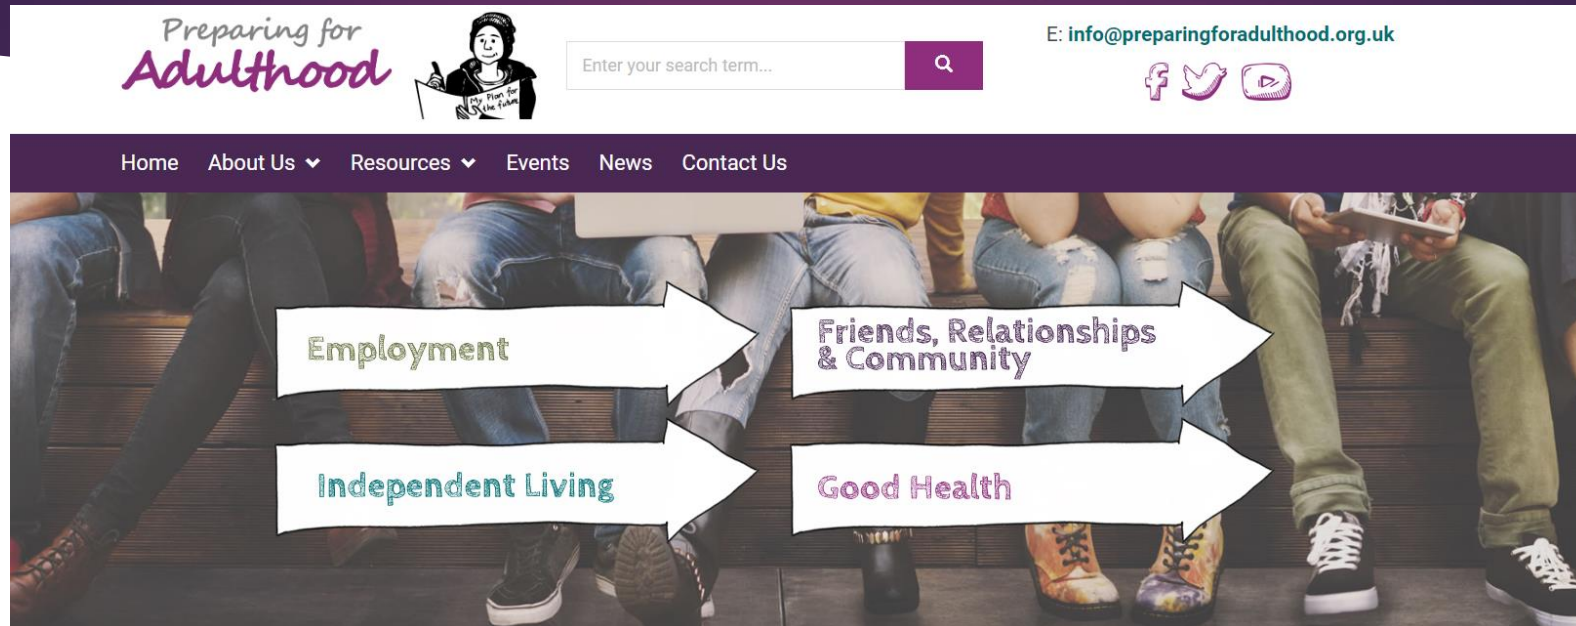 Preparing for
Adulthood
My Plan for
the future
Enter your search term...
E: info@preparingforadulthood.org.uk
Home About Us Resources Events News Contact Us
Employment
Friends, Relationships
& Community
Independent Living
Good Health